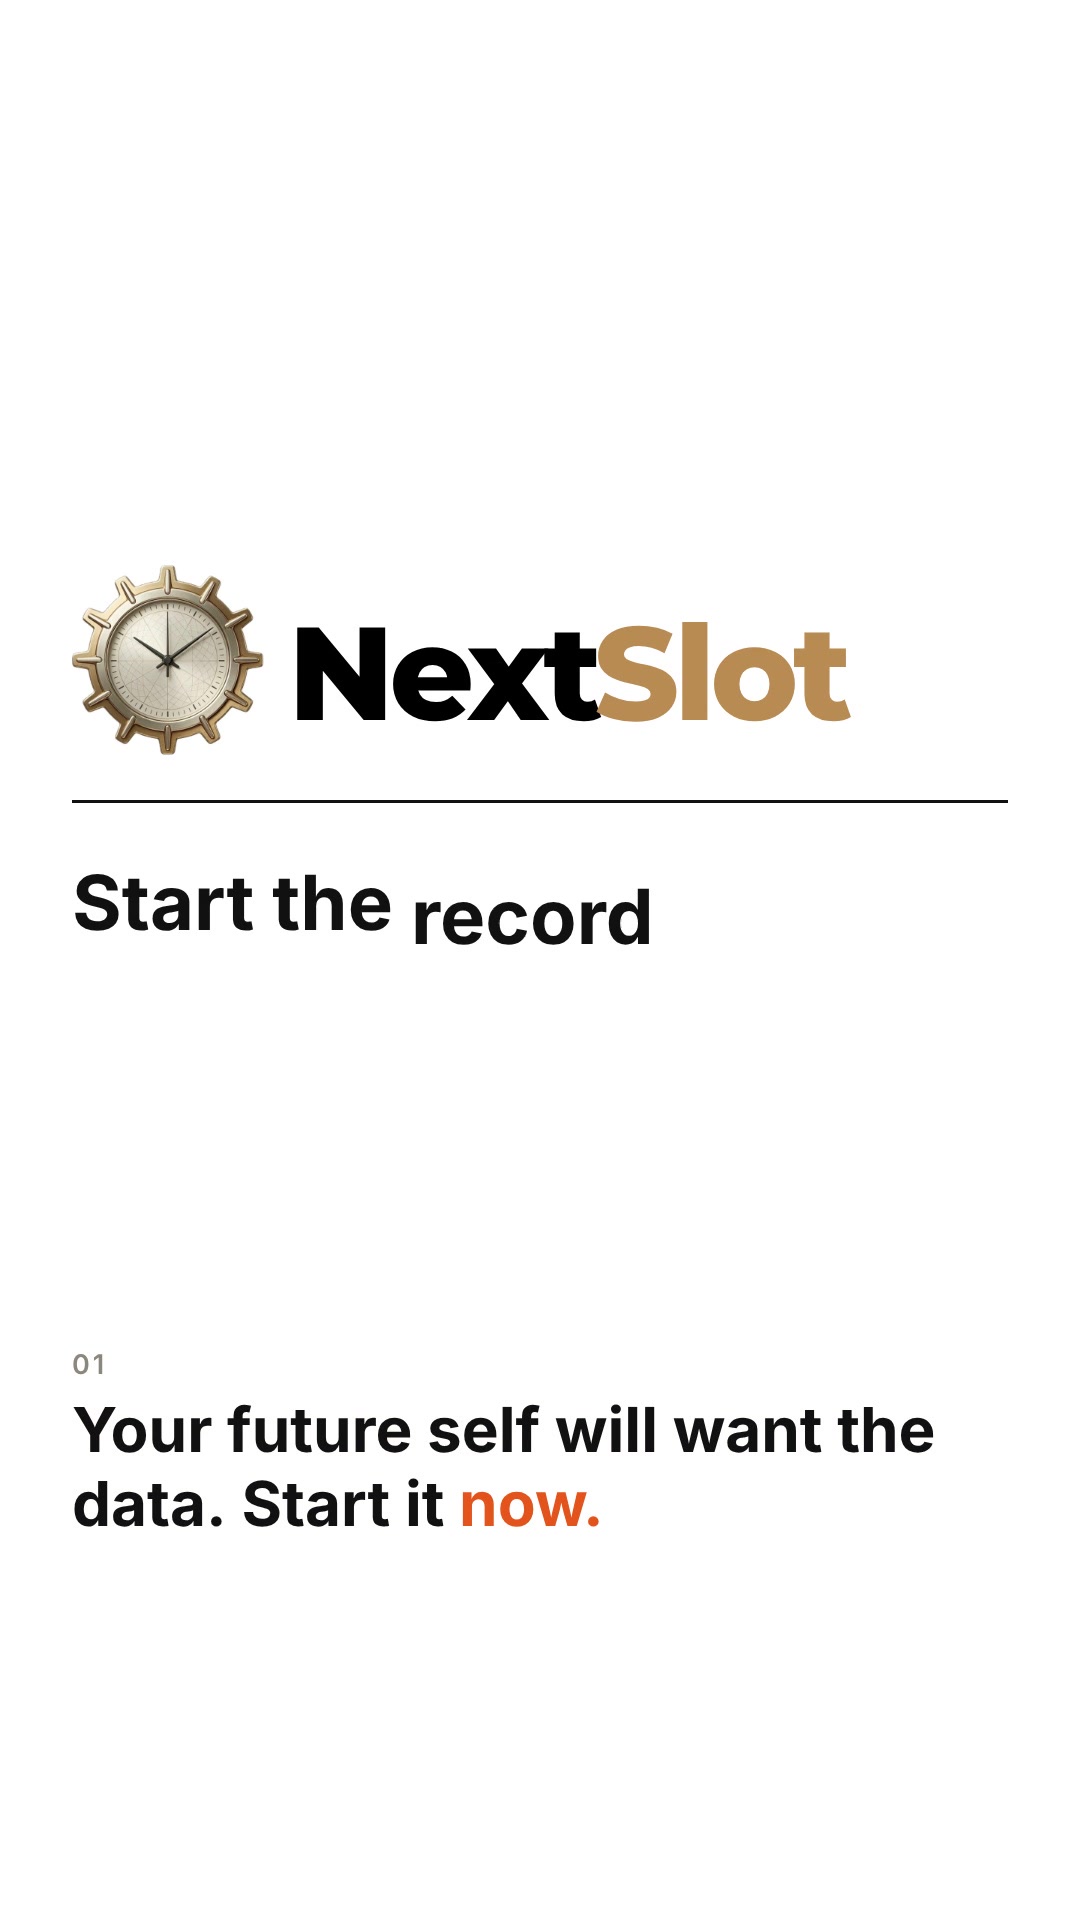 NextSlot
Start the record
01
Your future self will want the
data. Start it now.